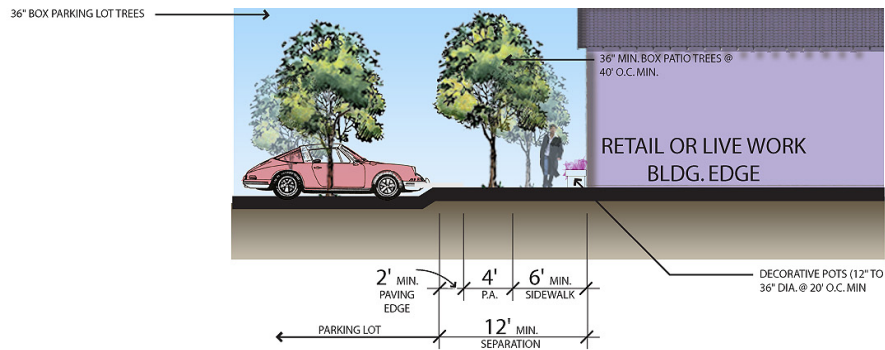 36" BOX PARKING LOT TREES
36" MIN. BOX PATIO TREES @
40' O.C. MIN.
RETAIL OR LIVE WORK
BLDG. EDGE
2' MIN.
PAVING
EDGE
4'
P.A.
6' MIN.
SIDEWALK
DECORATIVE POTS (12" TO
36" DIA. @ 20' O.C. MIN
PARKING LOT
12' MIN.
SEPARATION